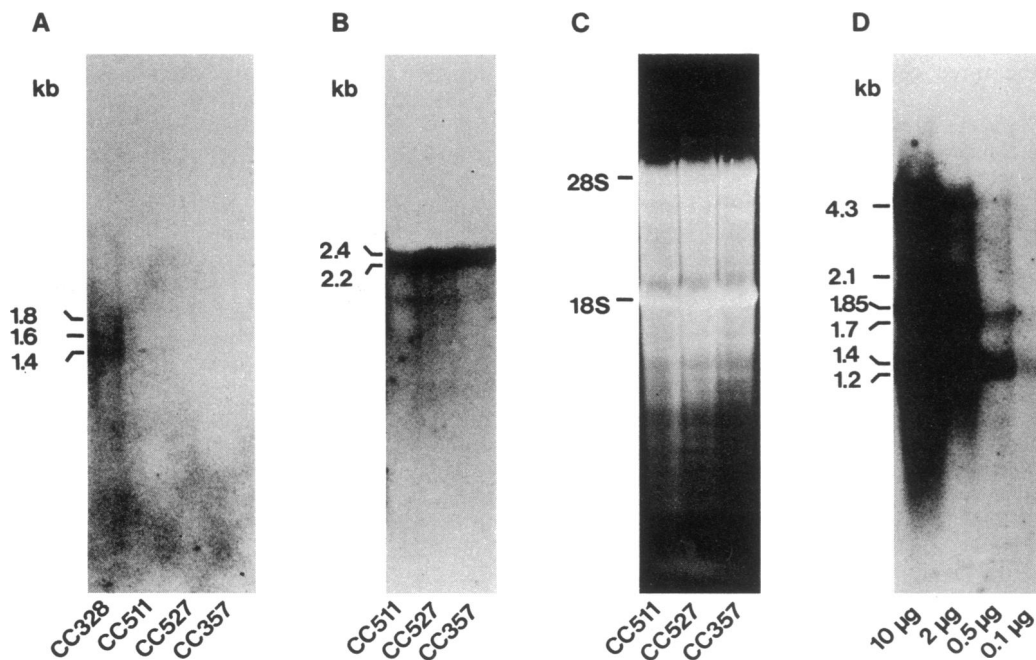 A
B
C
D
kb
kb
kb
1.8
1.6
1.4
2.4
2.2
28S
18S
4.3
2.1
1.85
1.7
1.4
1.2
CC328
CC511
CC527
CC357
CC511
CC527
CC357
CC511
CC527
CC357
10 µg
2 µg
0.5 µg
0.1 µg